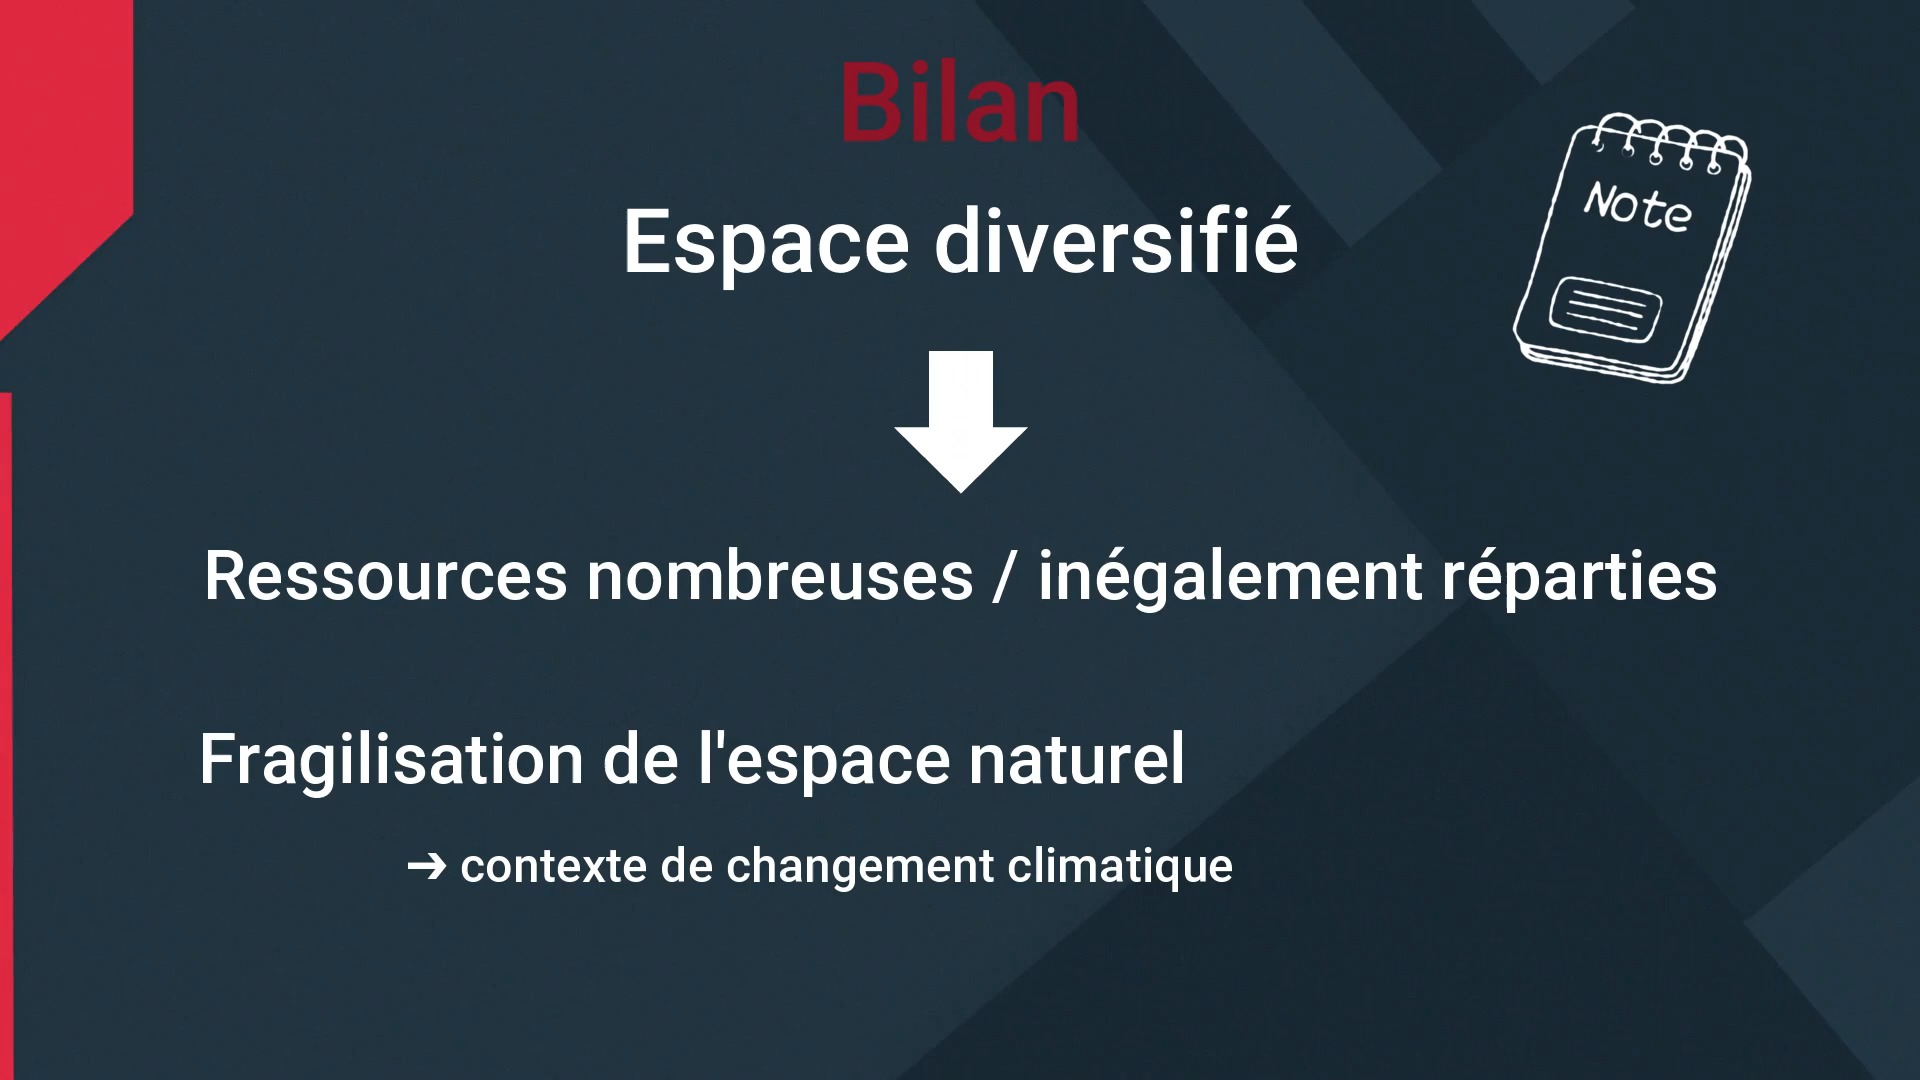 Bilan
Espace diversifié
Note
Ressources nombreuses / inégalement réparties
Fragilisation de l'espace naturel
➔ contexte de changement climatique